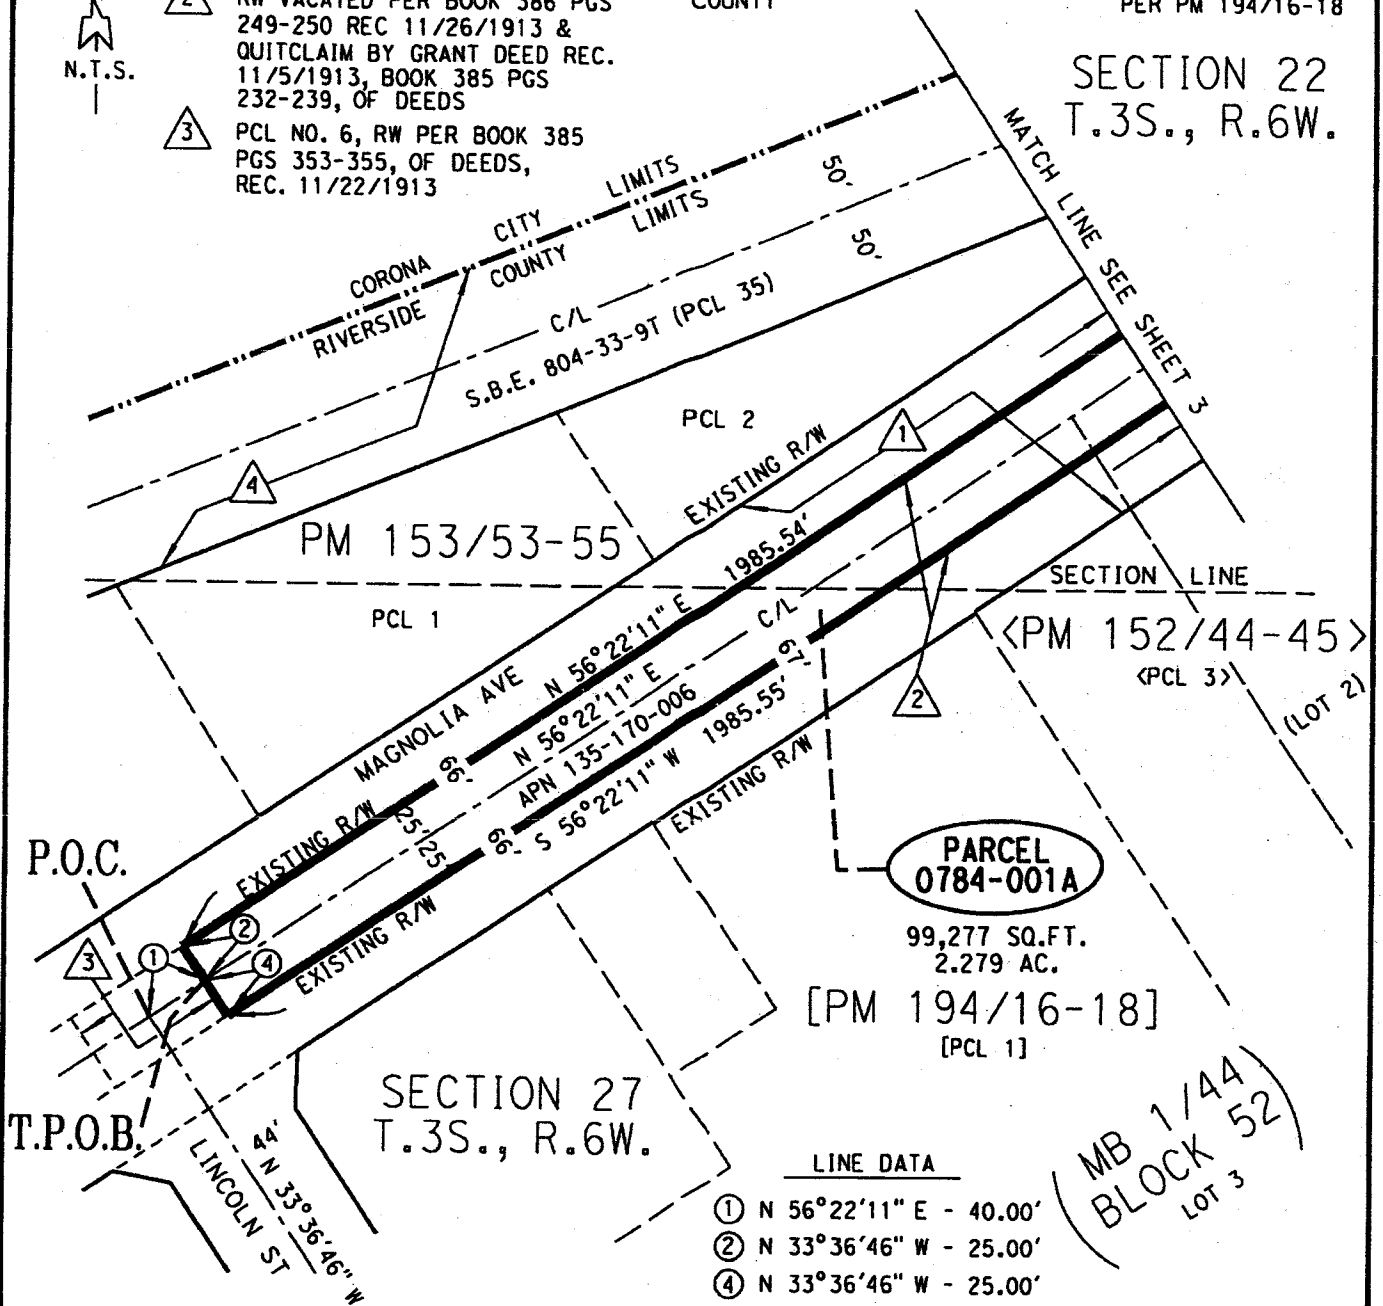 RW VACATED PER BOOK 386 PGS
249-250 REC 11/26/1913 &
QUITCLAIM BY GRANT DEED REC.
11/5/1913, BOOK 385 PGS
232-239, OF DEEDS
3
PCL NO. 6, RW PER BOOK 385
PGS 353-355, OF DEEDS,
REC. 11/22/1913
COUNTY
PER PM 194/16-18
N.T.S.
SECTION 22
T.3S., R.6W.
MATCH LINE SEE SHEET 3
CORONA CITY LIMITS
RIVERSIDE COUNTY LIMITS
50'
50'
C/L
S.B.E. 804-33-9T (PCL 35)
PCL 2
1
4
EXISTING R/W
PM 153/53-55
1985.54'
SECTION LINE
PCL 1
C/L
<PM 152/44-45>
<PCL 3>
(LOT 2)
2
MAGNOLIA AVE
N 56°22'11" E
N 56°22'11" E
67'
66'
APN 135-170-006
S 56°22'11" W 1985.55'
EXISTING R/W
EXISTING R/W
25'
25'
66'
EXISTING R/W
P.O.C.
PARCEL
0784-001A
99,277 SQ.FT.
2.279 AC.
[PM 194/16-18]
[PCL 1]
3
1
2
4
T.P.O.B.
SECTION 27
T.3S., R.6W.
44'
N 33°36'46" W
LINCOLN ST
LINE DATA
1 N 56°22'11" E - 40.00'
2 N 33°36'46" W - 25.00'
4 N 33°36'46" W - 25.00'
(MB 1/44
BLOCK 52)
LOT 3